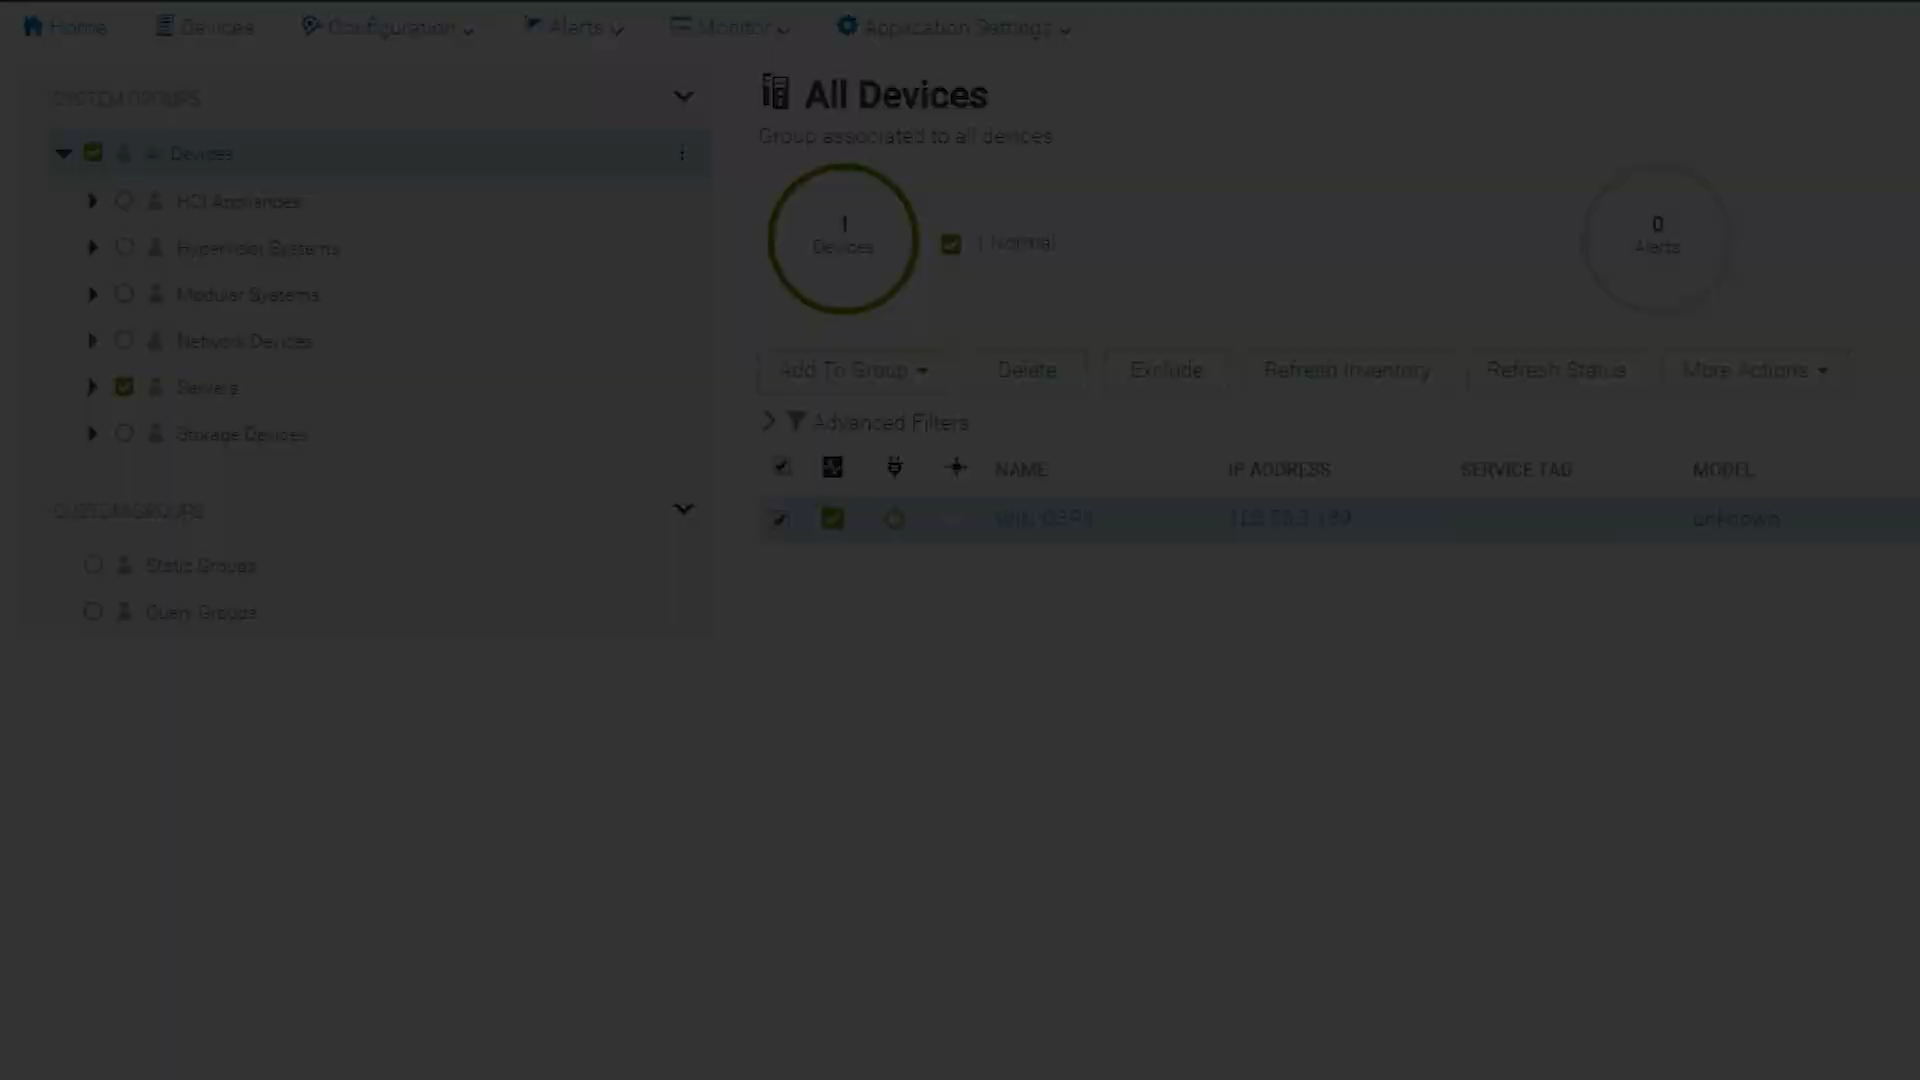 Home Devices Configuration Alerts Monitor Application Settings
SYSTEM GROUPS
All Devices
Group associated to all devices
Devices
HCI Appliances
Hypervisor Systems
Modular Systems
Network Devices
Servers
Storage Devices
1
Devices
1 Normal
0
Alerts
Add To Group Delete Exclude Refresh Inventory Refresh Status More Actions
Advanced Filters
NAME IP ADDRESS SERVICE TAG MODEL
unknown
CUSTOM GROUPS
Static Groups
Query Groups